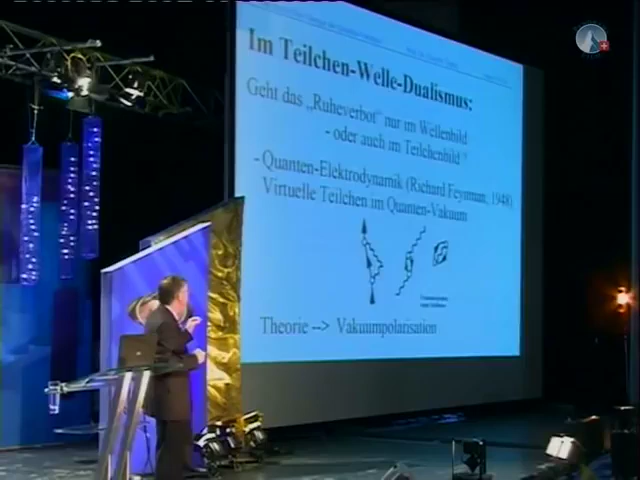 Im Teilchen-Welle-Dualismus:
Geht das „Ruheverbot" nur im Wellenbild
- oder auch im Teilchenbild ?
- Quanten-Elektrodynamik (Richard Feynman, 1948)
Virtuelle Teilchen im Quanten-Vakuum
Theorie --> Vakuumpolarisation